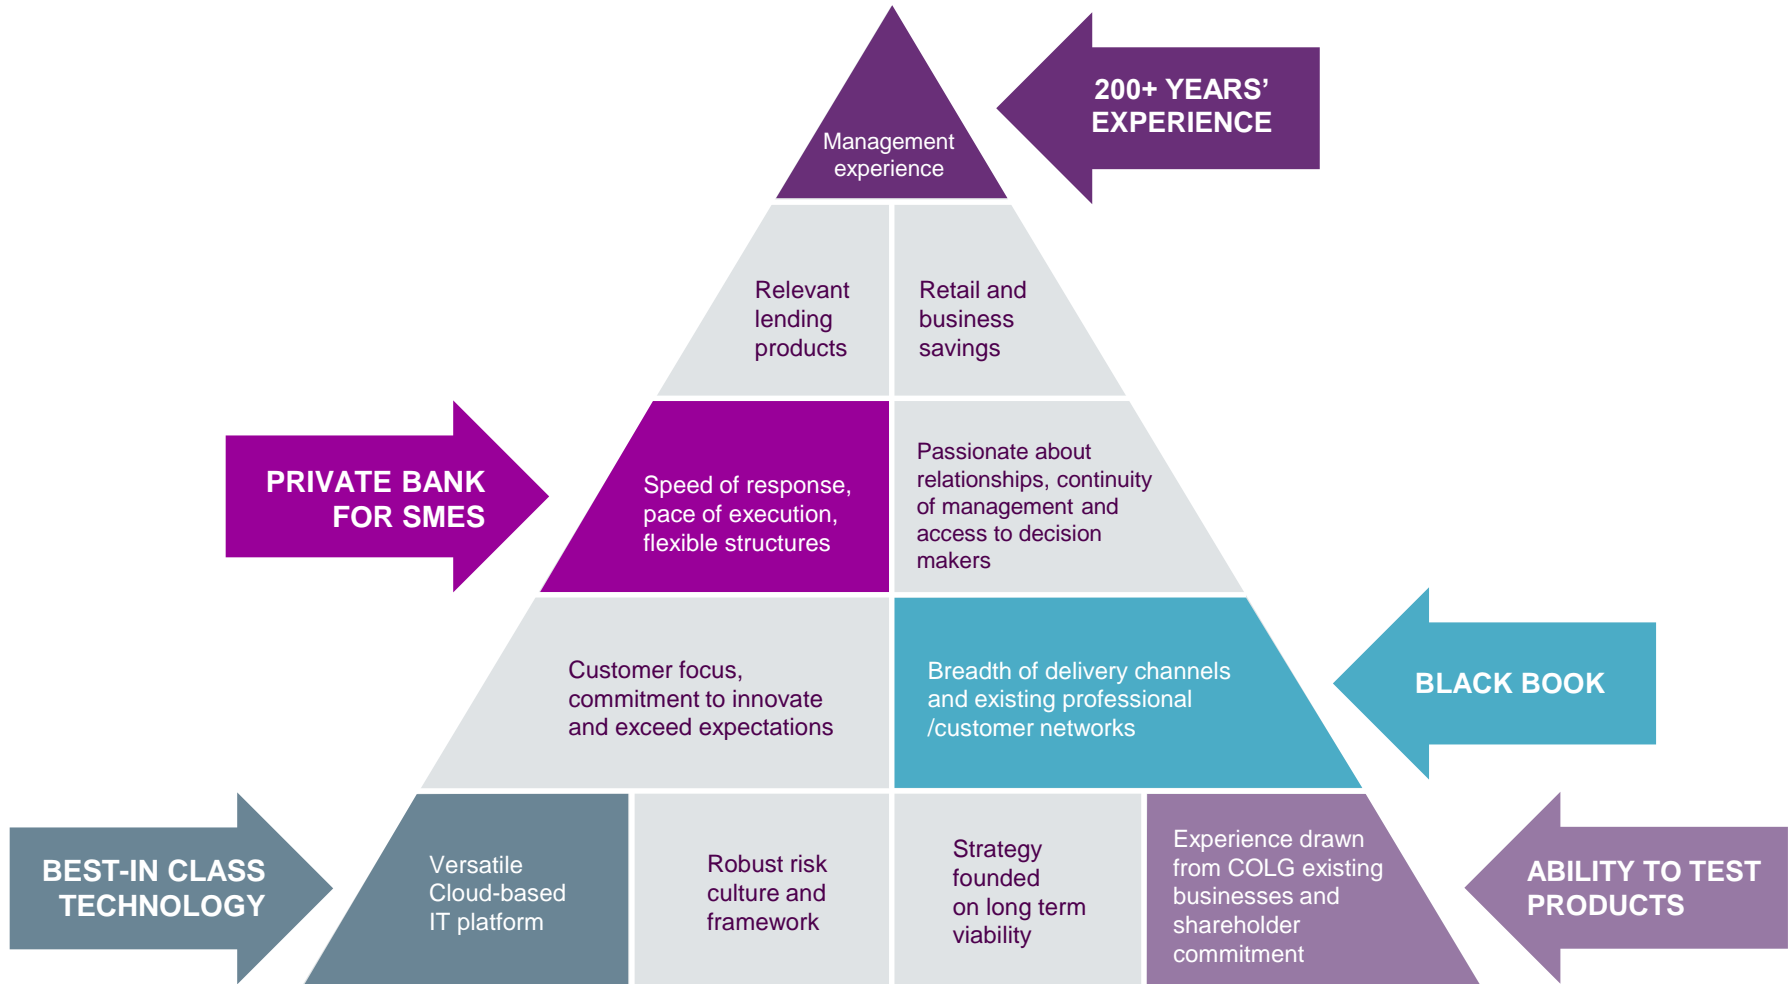 200+ YEARS’
EXPERIENCE
Management
experience
Relevant
lending
products
Retail and
business
savings
PRIVATE BANK
FOR SMES
Speed of response,
pace of execution,
flexible structures
Passionate about
relationships, continuity
of management and
access to decision
makers
Customer focus,
commitment to innovate
and exceed expectations
Breadth of delivery channels
and existing professional
/customer networks
BLACK BOOK
BEST-IN CLASS
TECHNOLOGY
Versatile
Cloud-based
IT platform
Robust risk
culture and
framework
Strategy
founded
on long term
viability
Experience drawn
from COLG existing
businesses and
shareholder
commitment
ABILITY TO TEST
PRODUCTS